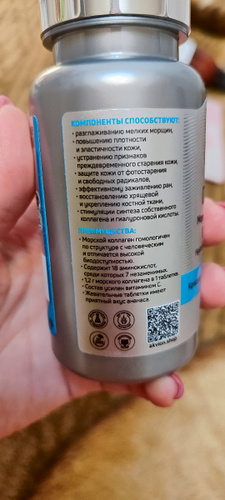 КОМПОНЕНТЫ СПОСОБСТВУЮТ:
• разглаживанию мелких морщин,
• повышению плотности
и эластичности кожи,
• устранению признаков
преждевременного старения кожи,
• защите кожи от фотостарения
и свободных радикалов,
• эффективному заживлению ран,
• восстановлению хрящевой
и укреплению костной ткани,
• стимуляции синтеза собственного
коллагена и гиалуроновой кислоты.
ПРЕИМУЩЕСТВА:
• Морской коллаген гомологичен
по структуре с человеческим
и отличается высокой
биодоступностью.
• Содержит 18 аминокислот,
среди которых 7 незаменимых.
• 1,2 г морского коллагена в 1 таблетке.
• Состав усилен витамином С.
• Жевательные таблетки имеют
приятный вкус ананаса.